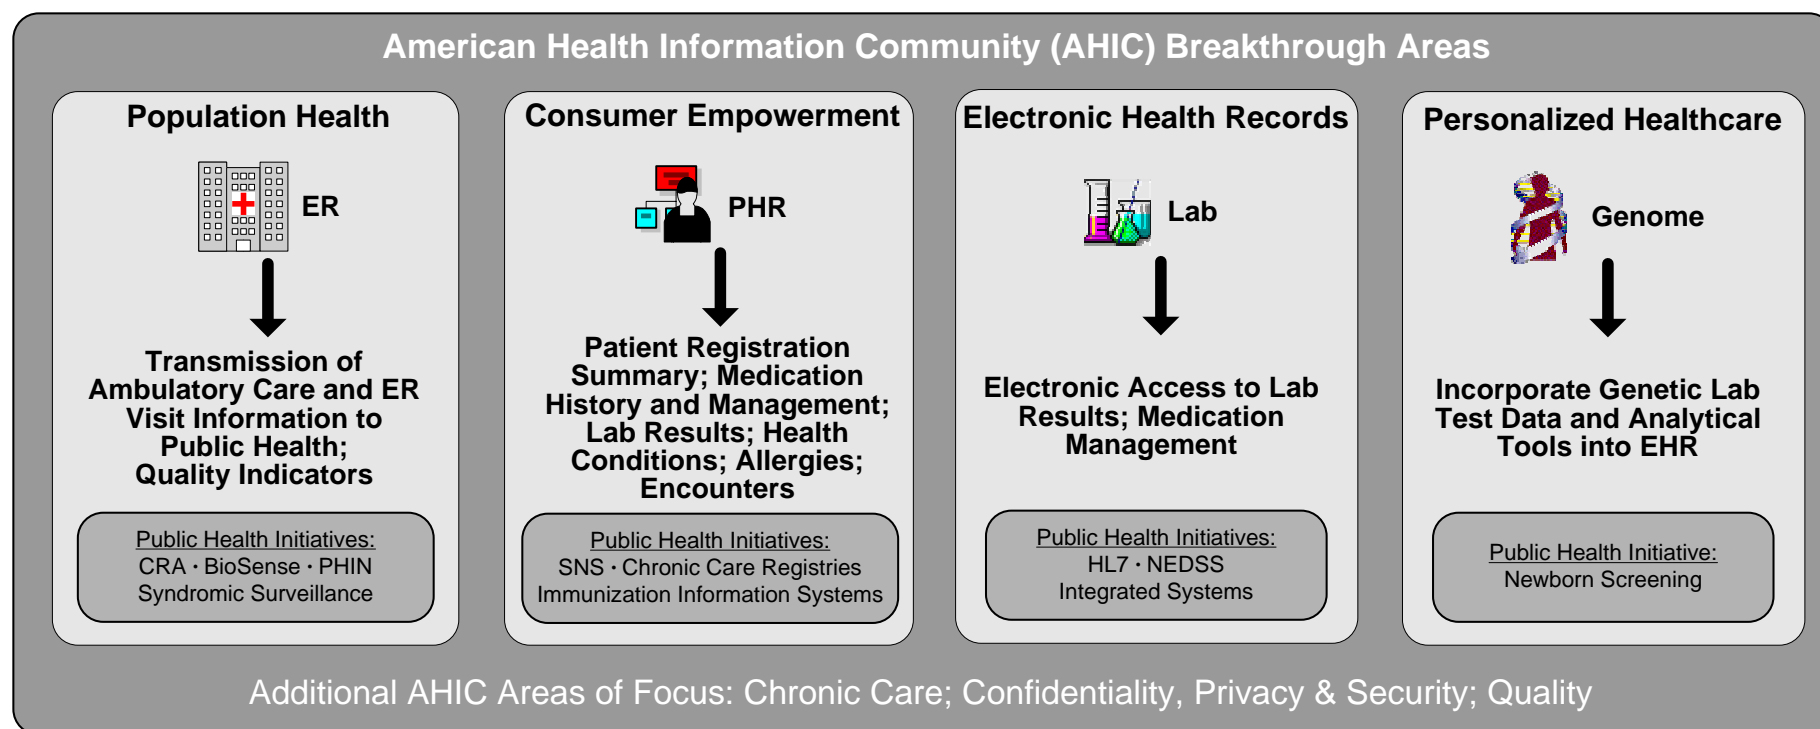 American Health Information Community (AHIC) Breakthrough Areas
Population Health
ER
Transmission of
Ambulatory Care and ER
Visit Information to
Public Health;
Quality Indicators
Public Health Initiatives:
CRA · BioSense · PHIN
Syndromic Surveillance
Consumer Empowerment
PHR
Patient Registration
Summary; Medication
History and Management;
Lab Results; Health
Conditions; Allergies;
Encounters
Public Health Initiatives:
SNS · Chronic Care Registries
Immunization Information Systems
Electronic Health Records
Lab
Electronic Access to Lab
Results; Medication
Management
Public Health Initiatives:
HL7 · NEDSS
Integrated Systems
Personalized Healthcare
Genome
Incorporate Genetic Lab
Test Data and Analytical
Tools into EHR
Public Health Initiative:
Newborn Screening
Additional AHIC Areas of Focus: Chronic Care; Confidentiality, Privacy & Security; Quality